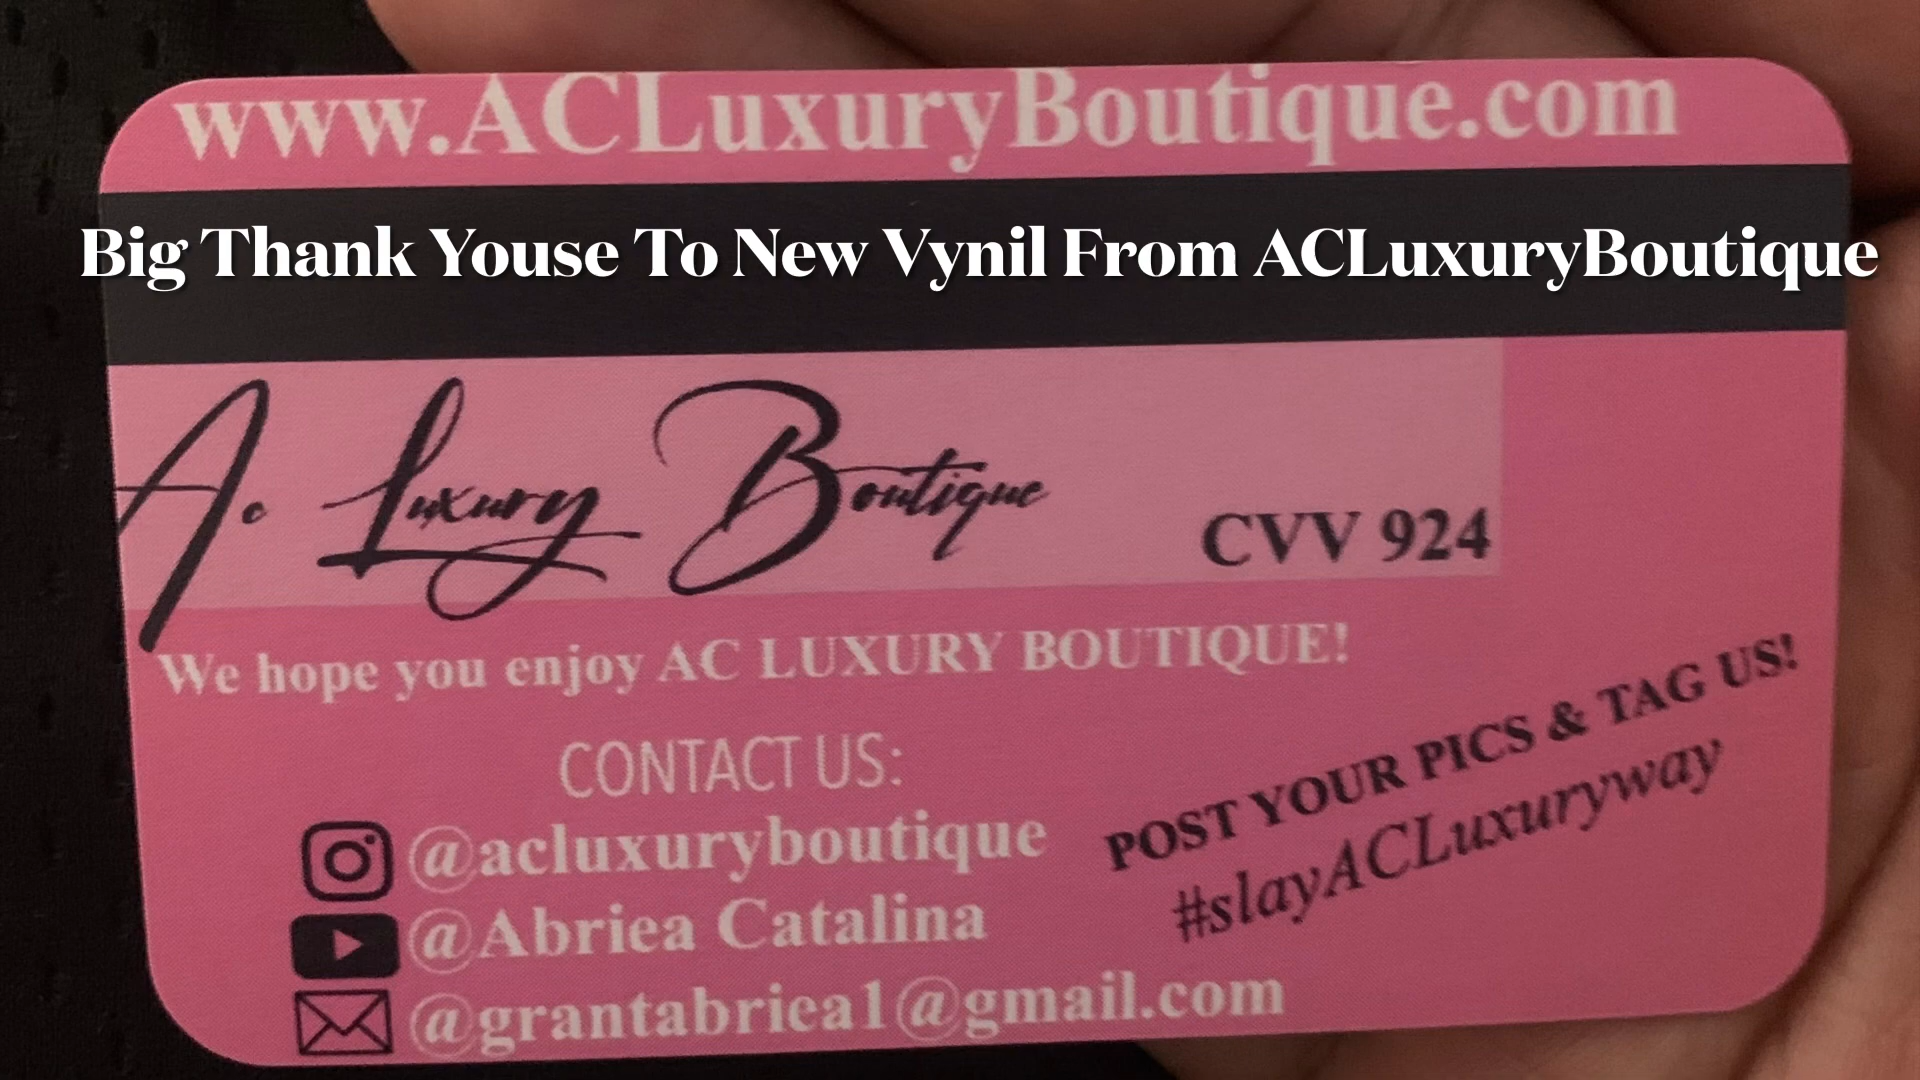 www.ACLuxuryBoutique.com
Big Thank Youse To New Vynil From ACLuxuryBoutique
Ac Luxury Boutique
CVV 924
We hope you enjoy AC LUXURY BOUTIQUE!
CONTACT US:
@acluxuryboutique
@Abriea Catalina
@grantabriea1@gmail.com
POST YOUR PICS & TAG US!
#slayACLuxuryway